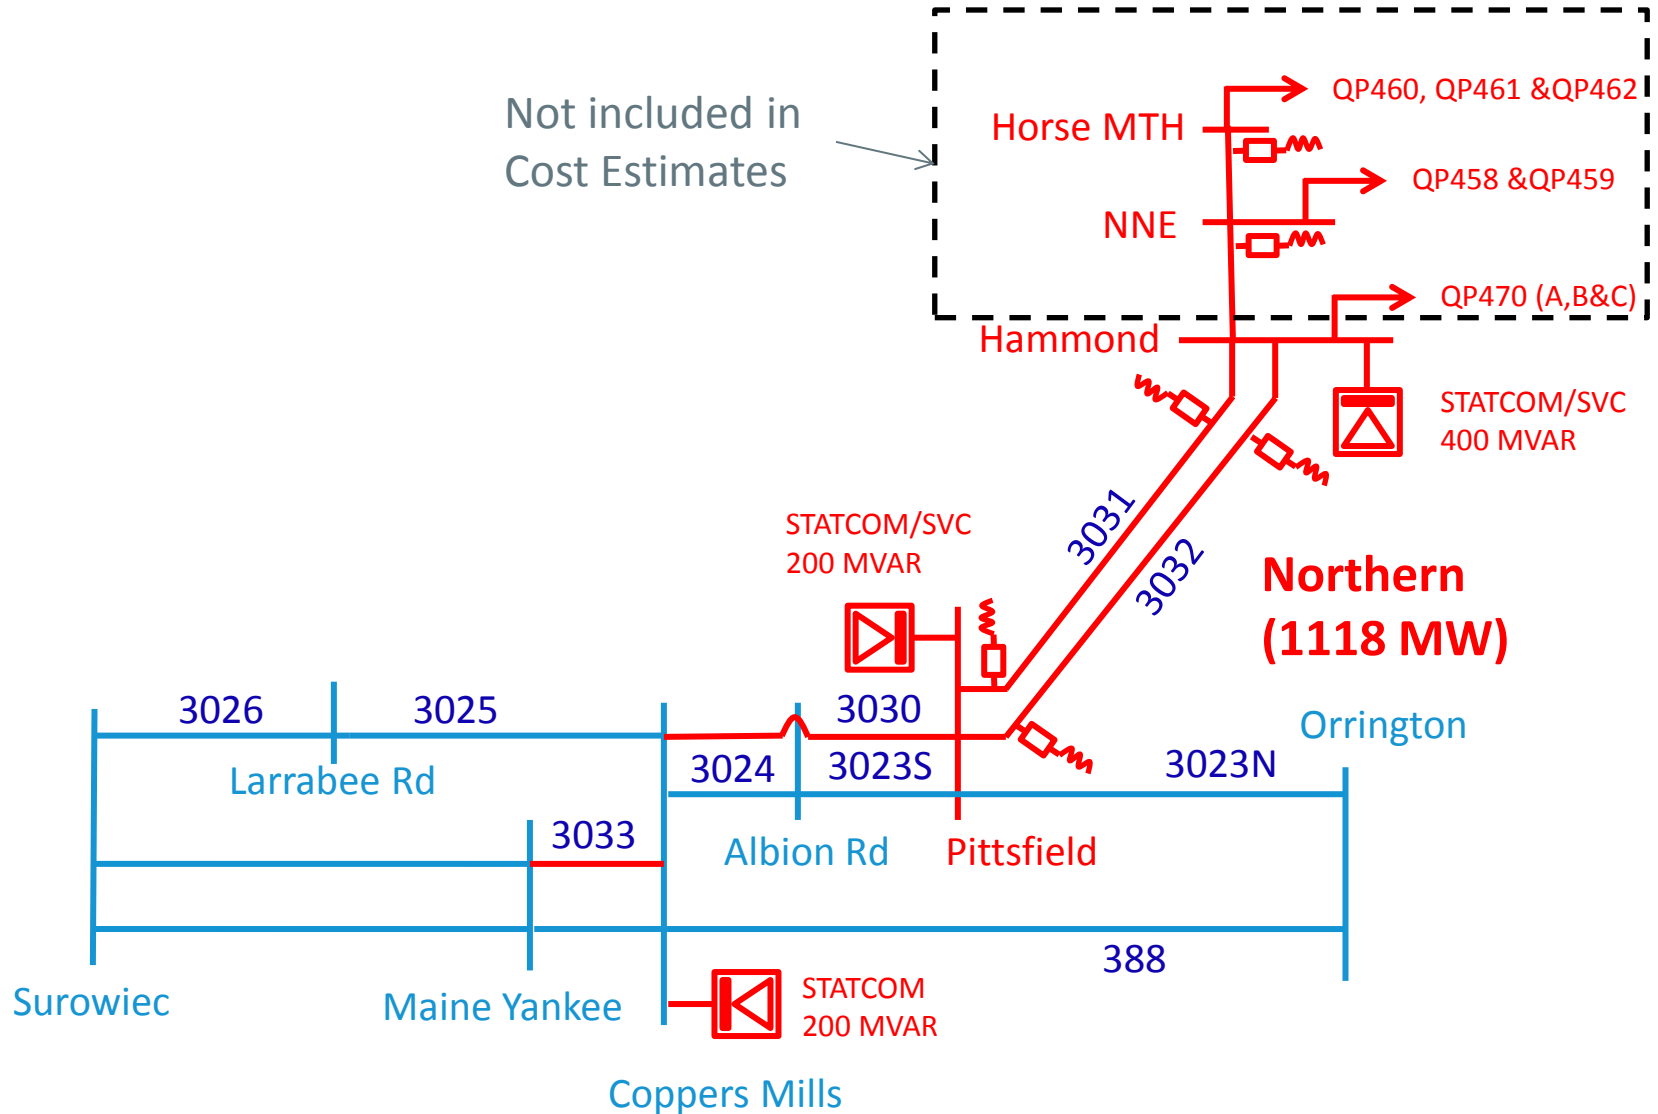 Not included in
Cost Estimates
QP460, QP461 &QP462
Horse MTH
QP458 &QP459
NNE
QP470 (A,B&C)
Hammond
STATCOM/SVC
400 MVAR
3031
3032
STATCOM/SVC
200 MVAR
Northern
(1118 MW)
3026
3025
3030
Orrington
Larrabee Rd
3024
3023S
3023N
3033
Albion Rd
Pittsfield
388
Surowiec
Maine Yankee
STATCOM
200 MVAR
Coppers Mills